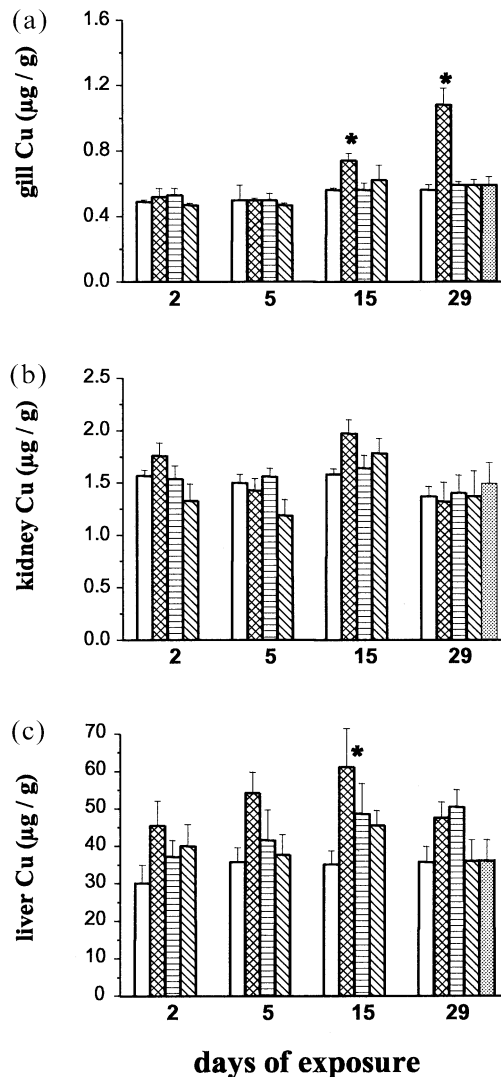 (a)
gill Cu (µg / g)
1.6
1.2
0.8
0.4
0.0
*
*
2 5 15 29
(b)
kidney Cu (µg / g)
2.5
2.0
1.5
1.0
0.5
0.0
2 5 15 29
(c)
liver Cu (µg / g)
70
60
50
40
30
20
10
0
*
2 5 15 29
days of exposure